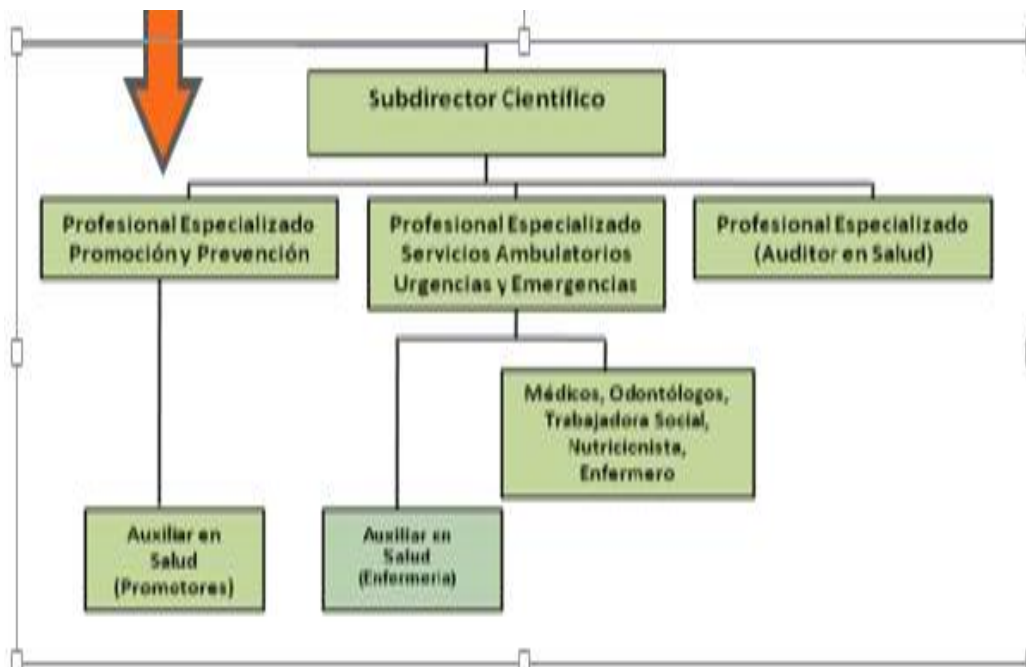 Subdirector Científico
Profesional Especializado
Promoción y Prevención
Profesional Especializado
Servicios Ambulatorios
Urgencias y Emergencias
Profesional Especializado
(Auditor en Salud)
Médicos, Odontólogos,
Trabajadora Social,
Nutricionista,
Enfermero
Auxiliar en
Salud
(Promotores)
Auxiliar en
Salud
(Enfermeria)